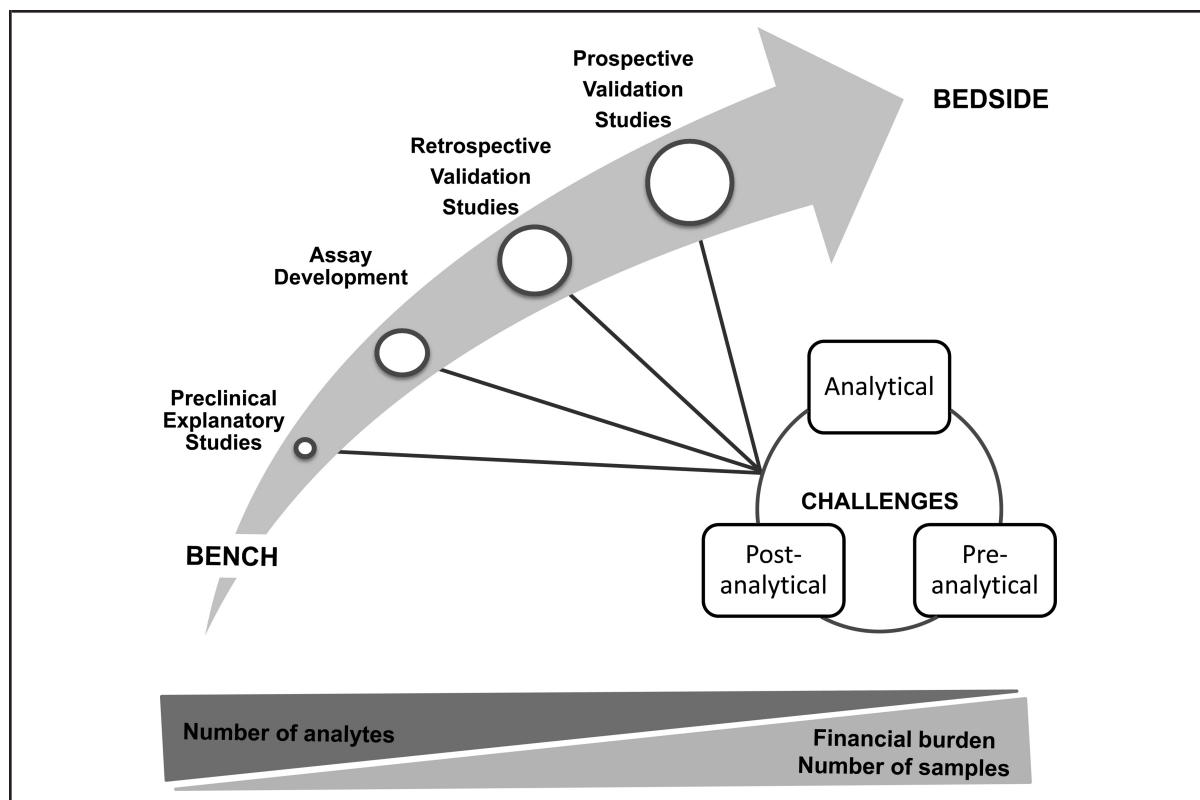 Prospective
Validation
Studies
BEDSIDE
Retrospective
Validation
Studies
Assay
Development
Preclinical
Explanatory
Studies
BENCH
Analytical
CHALLENGES
Post-
analytical
Pre-
analytical
Number of analytes
Financial burden
Number of samples